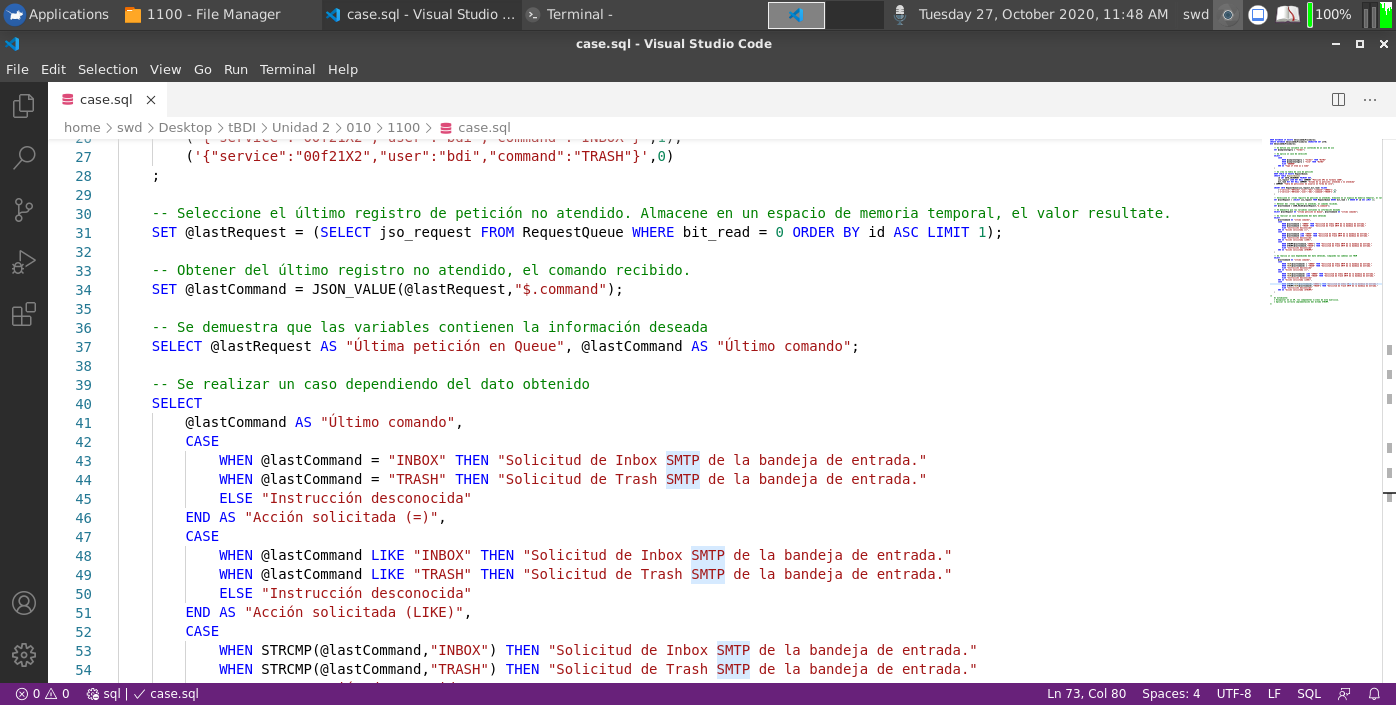 Applications 1100 - File Manager case.sql - Visual Studio ... Terminal - Tuesday 27, October 2020, 11:48 AM swd 100%
case.sql - Visual Studio Code
File Edit Selection View Go Run Terminal Help
case.sql
home > swd > Desktop > tBDI > Unidad 2 > 010 > 1100 > case.sql
26 ('{"service":"00f21X2","user":"bdi","command":"INBOX"}',1),
27 ('{"service":"00f21X2","user":"bdi","command":"TRASH"}',0)
28 ;
29
30 -- Seleccione el último registro de petición no atendido. Almacene en un espacio de memoria temporal, el valor resultate.
31 SET @lastRequest = (SELECT jso_request FROM RequestQueue WHERE bit_read = 0 ORDER BY id ASC LIMIT 1);
32
33 -- Obtener del último registro no atendido, el comando recibido.
34 SET @lastCommand = JSON_VALUE(@lastRequest,"$.command");
35
36 -- Se demuestra que las variables contienen la información deseada
37 SELECT @lastRequest AS "Última petición en Queue", @lastCommand AS "Último comando";
38
39 -- Se realizar un caso dependiendo del dato obtenido
40 SELECT
41 @lastCommand AS "Último comando",
42 CASE
43 WHEN @lastCommand = "INBOX" THEN "Solicitud de Inbox SMTP de la bandeja de entrada."
44 WHEN @lastCommand = "TRASH" THEN "Solicitud de Trash SMTP de la bandeja de entrada."
45 ELSE "Instrucción desconocida"
46 END AS "Acción solicitada (=)",
47 CASE
48 WHEN @lastCommand LIKE "INBOX" THEN "Solicitud de Inbox SMTP de la bandeja de entrada."
49 WHEN @lastCommand LIKE "TRASH" THEN "Solicitud de Trash SMTP de la bandeja de entrada."
50 ELSE "Instrucción desconocida"
51 END AS "Acción solicitada (LIKE)",
52 CASE
53 WHEN STRCMP(@lastCommand,"INBOX") THEN "Solicitud de Inbox SMTP de la bandeja de entrada."
54 WHEN STRCMP(@lastCommand,"TRASH") THEN "Solicitud de Trash SMTP de la bandeja de entrada."
0 0 sql | case.sql Ln 73, Col 80 Spaces: 4 UTF-8 LF SQL